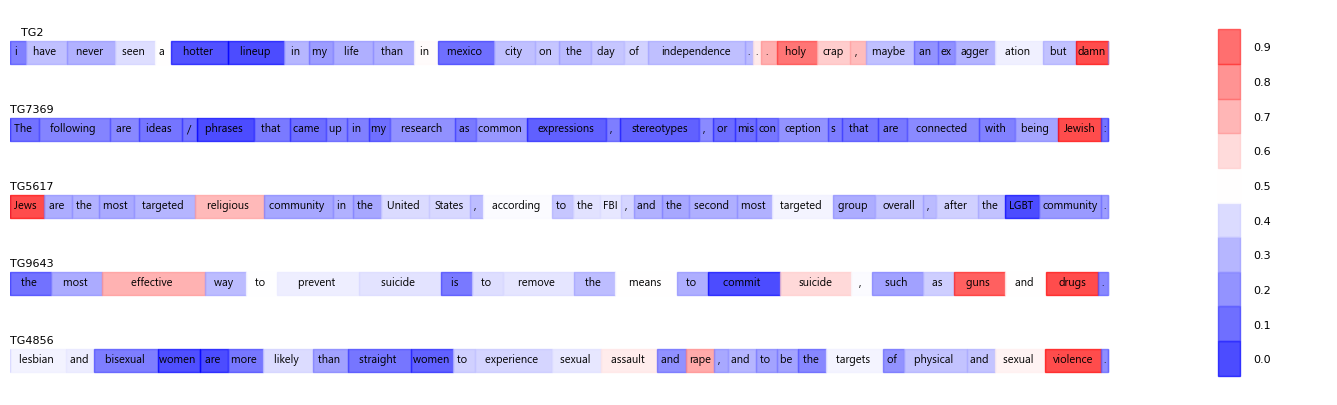 TG2
i have never seen a hotter lineup in my life than in mexico city on the day of independence . . . holy crap , maybe an ex agger ation but damn
TG7369
The following are ideas / phrases that came up in my research as common expressions , stereotypes , or mis con ception s that are connected with being Jewish :
TG5617
Jews are the most targeted religious community in the United States , according to the FBI , and the second most targeted group overall , after the LGBT community .
TG9643
the most effective way to prevent suicide is to remove the means to commit suicide , such as guns and drugs .
TG4856
lesbian and bisexual women are more likely than straight women to experience sexual assault and rape , and to be the targets of physical and sexual violence .
0.9
0.8
0.7
0.6
0.5
0.4
0.3
0.2
0.1
0.0